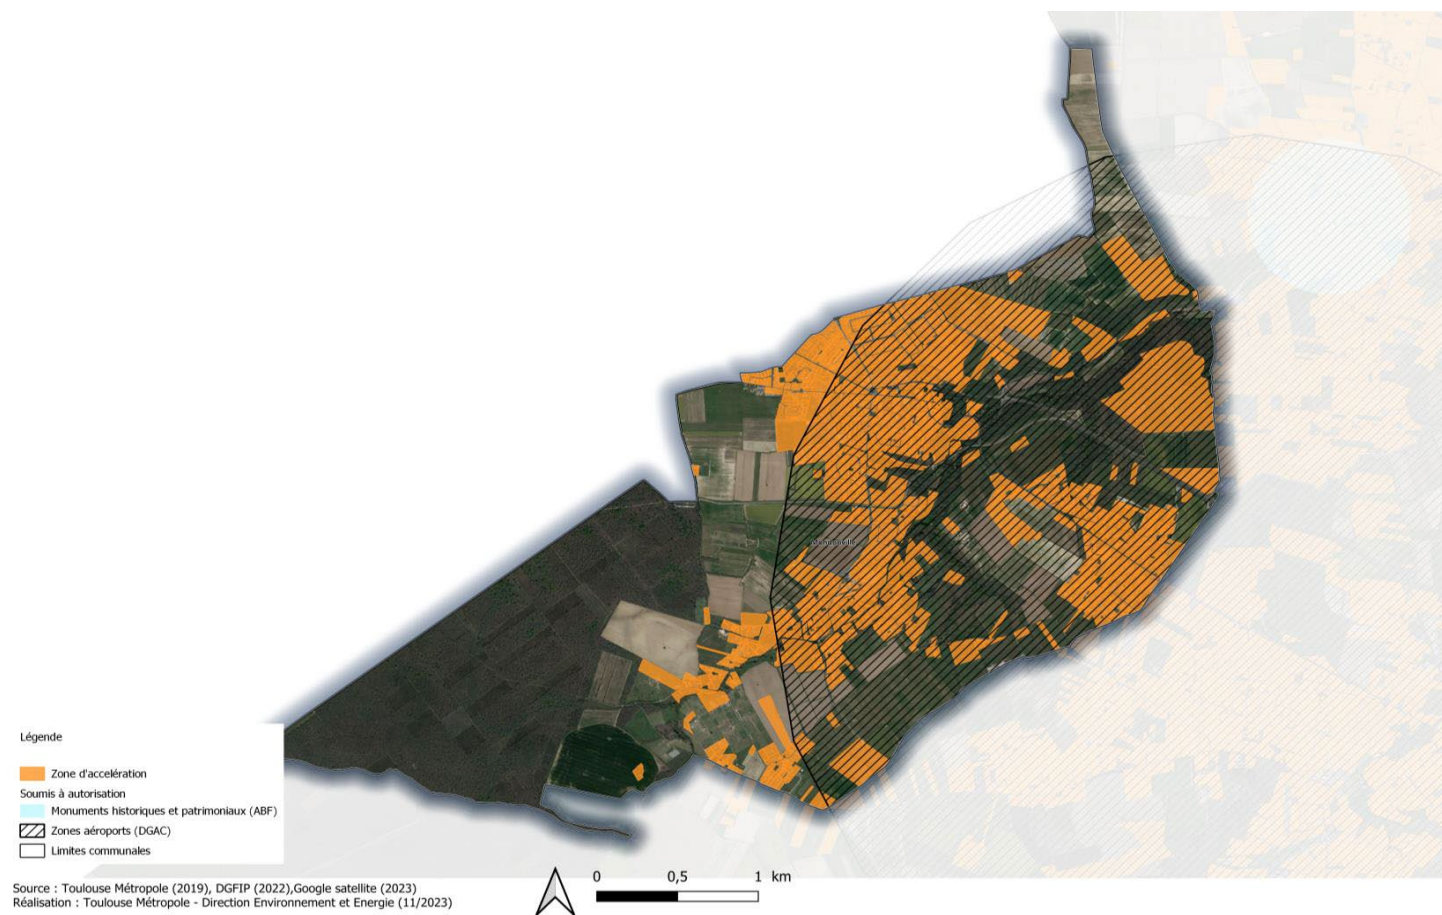 Légende
Zone d'accelération
Soumis à autorisation
Monuments historiques et patrimoniaux (ABF)
Zones aéroports (DGAC)
Limites communales
Source : Toulouse Métropole (2019), DGFIP (2022),Google satellite (2023)
Réalisation : Toulouse Métropole - Direction Environnement et Energie (11/2023)
0 0,5 1 km